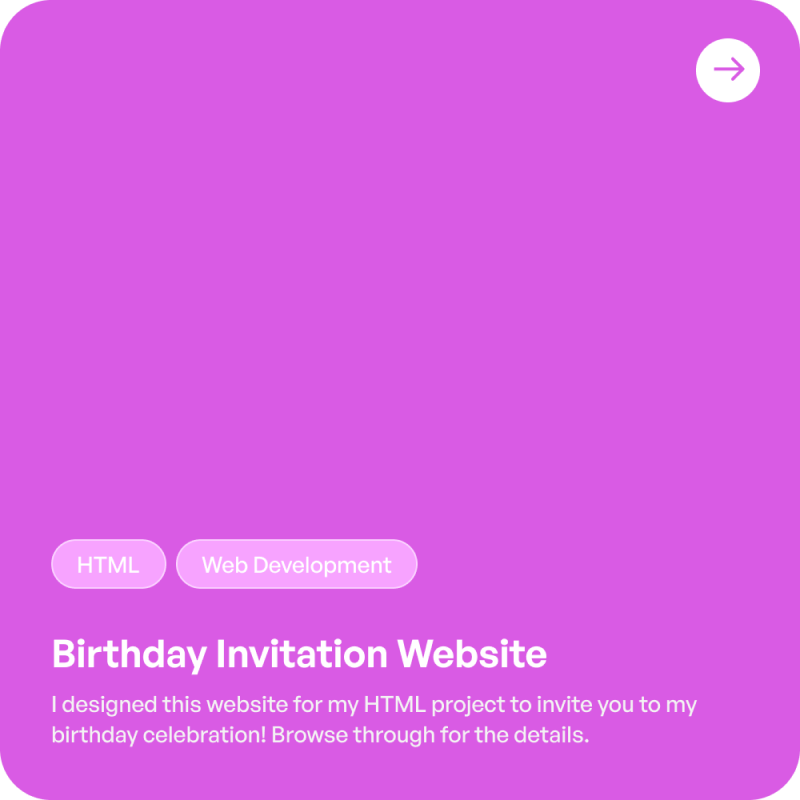 HTML
Web Development
Birthday Invitation Website
I designed this website for my HTML project to invite you to my
birthday celebration! Browse through for the details.